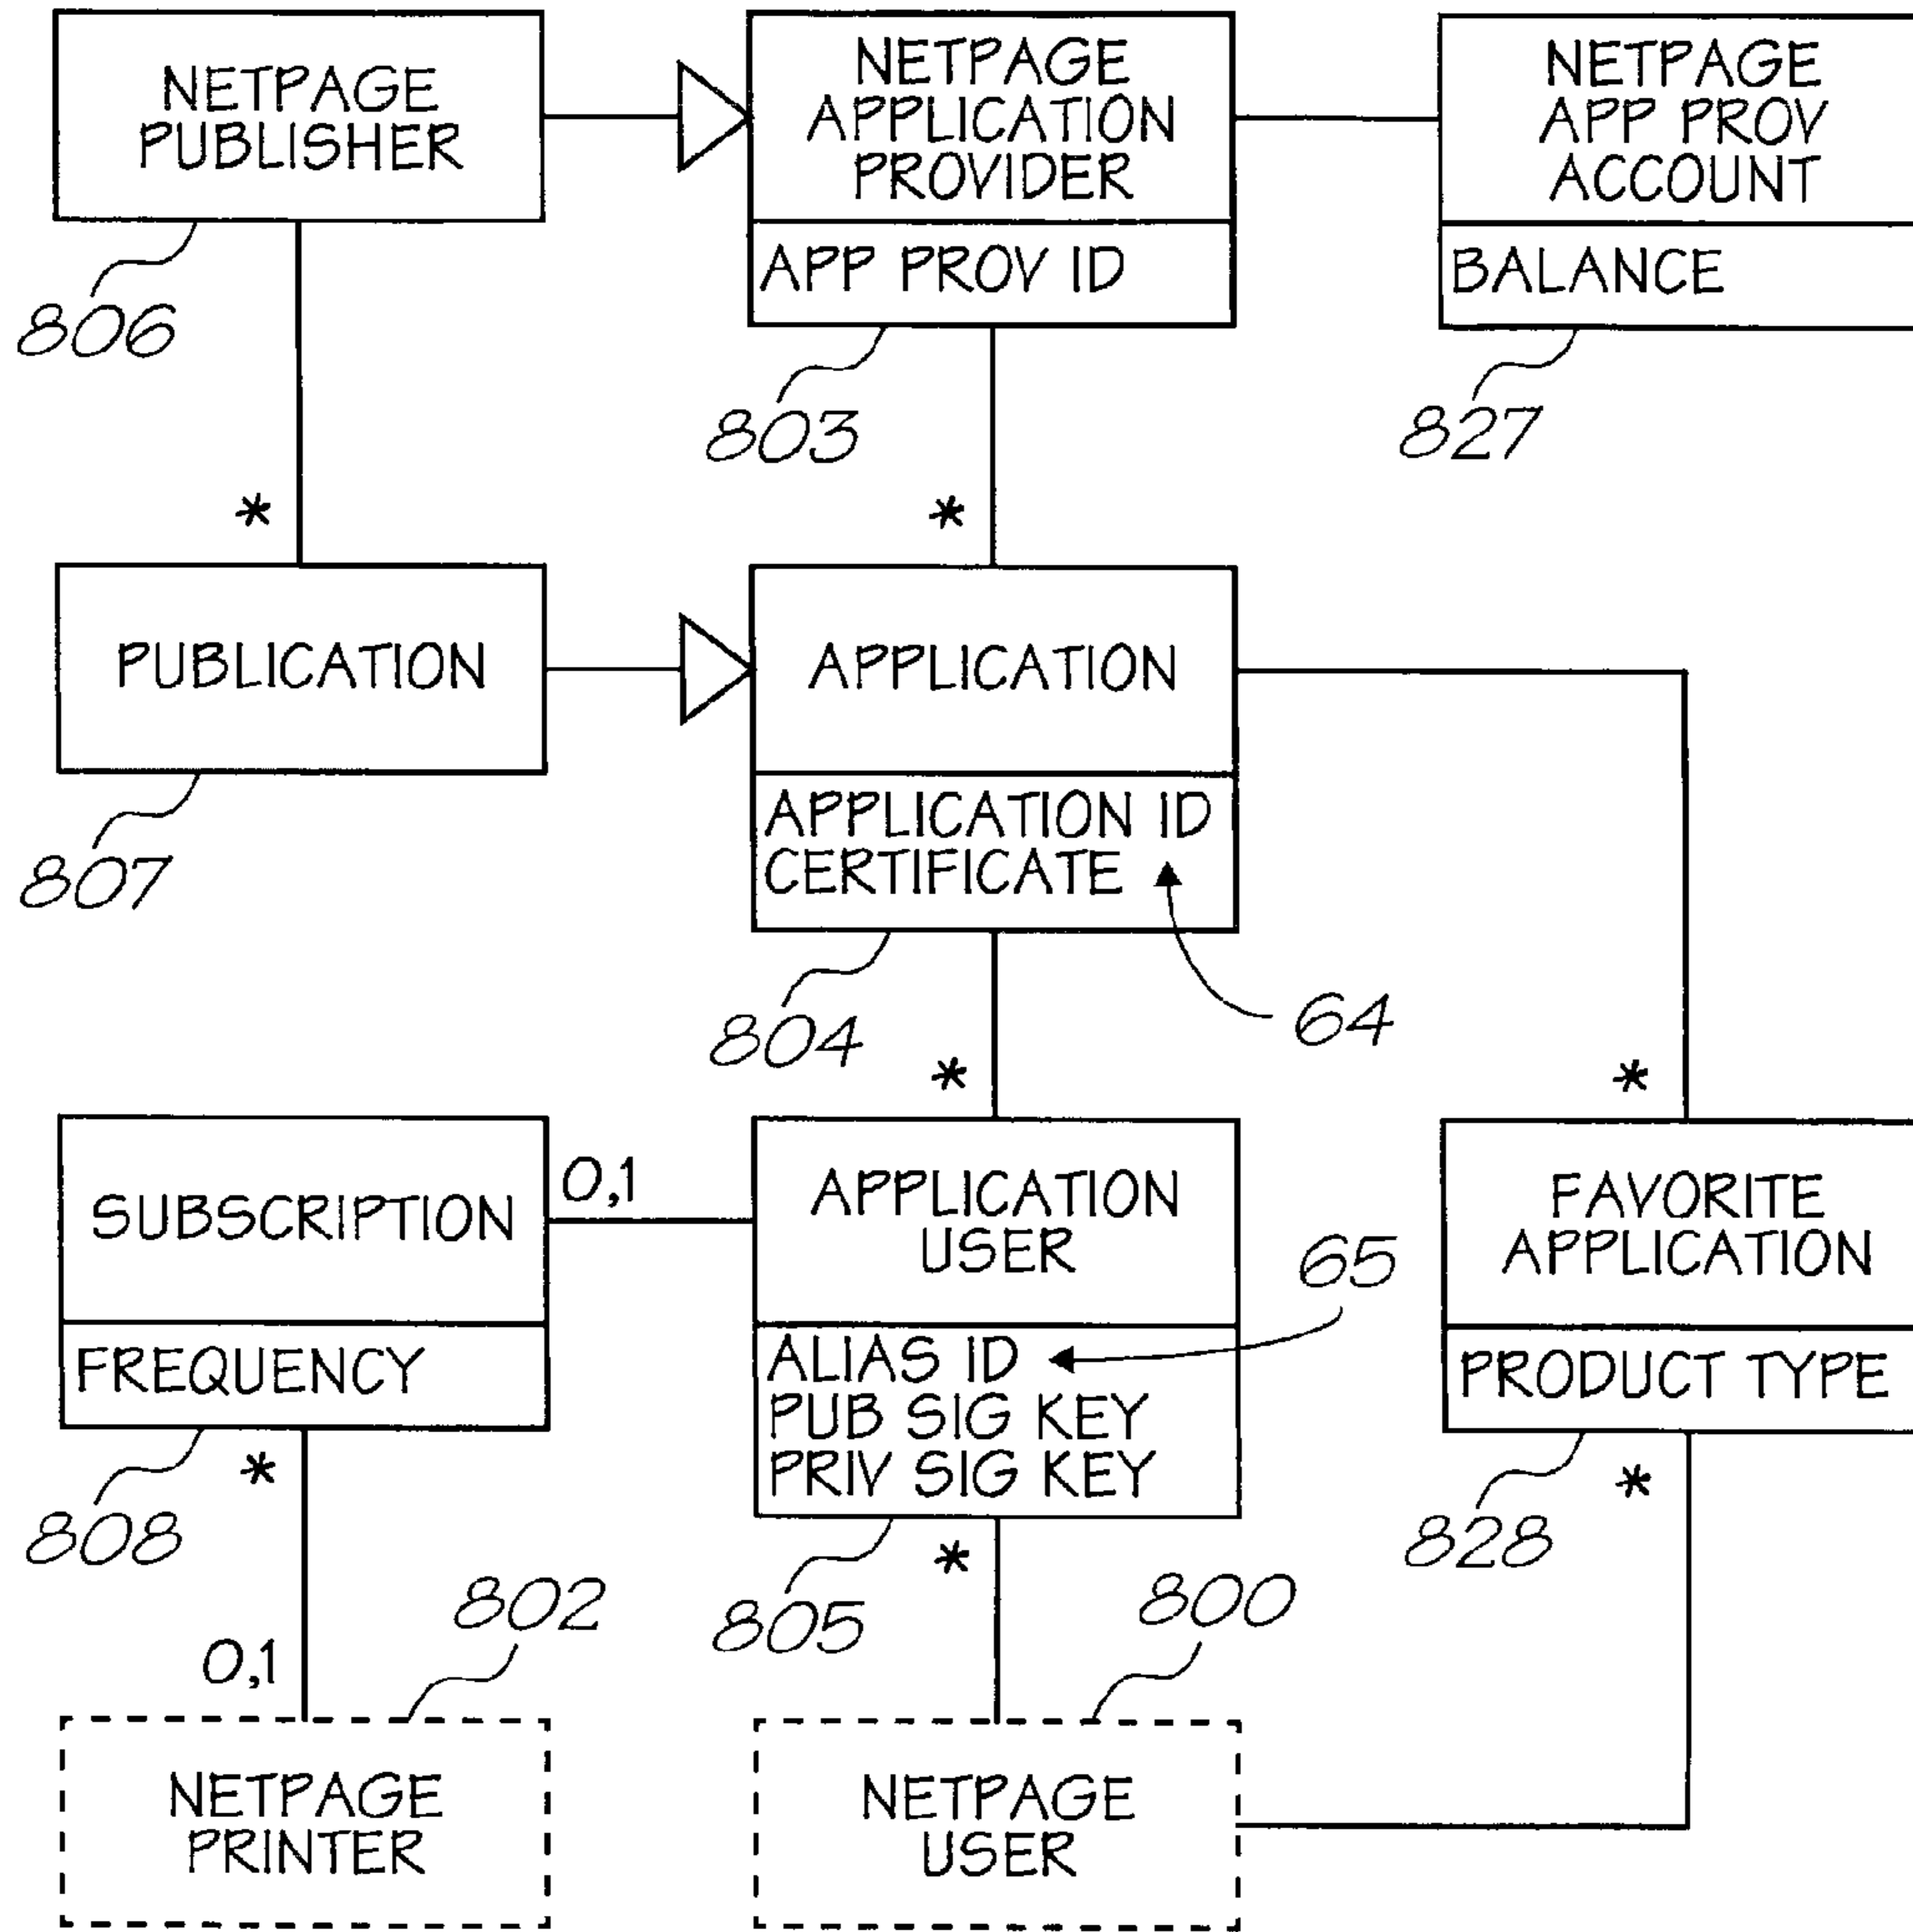 NETPAGE
PUBLISHER
NETPAGE
APPLICATION
PROVIDER
APP PROV ID
NETPAGE
APP PROV
ACCOUNT
BALANCE
806
803
827
*
*
PUBLICATION
APPLICATION
APPLICATION ID
CERTIFICATE
807
804
64
*
*
SUBSCRIPTION
0,1
FREQUENCY
APPLICATION
USER
65
ALIAS ID
PUB SIG KEY
PRIV SIG KEY
FAVORITE
APPLICATION
PRODUCT TYPE
808
*
805
*
828
*
802
800
0,1
NETPAGE
PRINTER
NETPAGE
USER